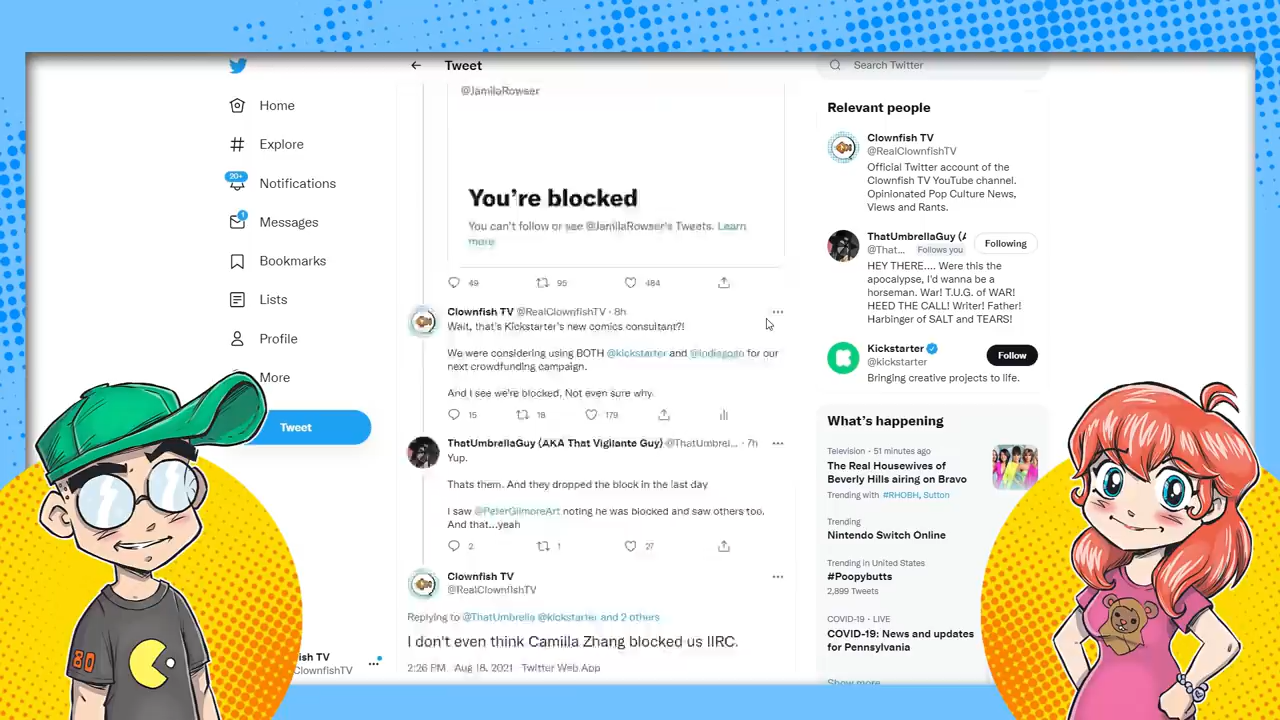 Home
Explore
20+
Notifications
1
Messages
Bookmarks
Lists
Profile
More
Tweet
Tweet
@JamilaRowser
You're blocked
You can't follow or see @JamilaRowser's Tweets. Learn
more
49 95 484
Clownfish TV @RealClownfishTV · 8h
Wait, that's Kickstarter's new comics consultant?!
We were considering using BOTH @kickstarter and @Indiegogo for our
next crowdfunding campaign.
And I see we're blocked, Not even sure why.
15 18 179
ThatUmbrellaGuy (AKA That Vigilante Guy) @ThatUmbrel... · 7h
Yup.
Thats them. And they dropped the block in the last day
I saw @PeterGilmoreArt noting he was blocked and saw others too.
And that...yeah
2 1 27
Clownfish TV
@RealClownfishTV
Replying to @ThatUmbrella @kickstarter and 2 others
I don't even think Camilla Zhang blocked us IIRC.
2:26 PM · Aug 18, 2021 · Twitter Web App
Search Twitter
Relevant people
Clownfish TV
@RealClownfishTV
Official Twitter account of the
Clownfish TV YouTube channel.
Opinionated Pop Culture News,
Views and Rants.
ThatUmbrellaGuy (A
@That... Follows you
Following
HEY THERE.... Were this the
apocalypse, I'd wanna be a
horseman. War! T.U.G. of WAR!
HEED THE CALL! Writer! Father!
Harbinger of SALT and TEARS!
Kickstarter
@kickstarter
Follow
Bringing creative projects to life.
What's happening
Television · 51 minutes ago
The Real Housewives of
Beverly Hills airing on Bravo
Trending with #RHOBH, Sutton
Trending
Nintendo Switch Online
Trending in United States
#Poopybutts
2,899 Tweets
COVID-19 · LIVE
COVID-19: News and updates
for Pennsylvania
Show more
ish TV
lownfishTV
80